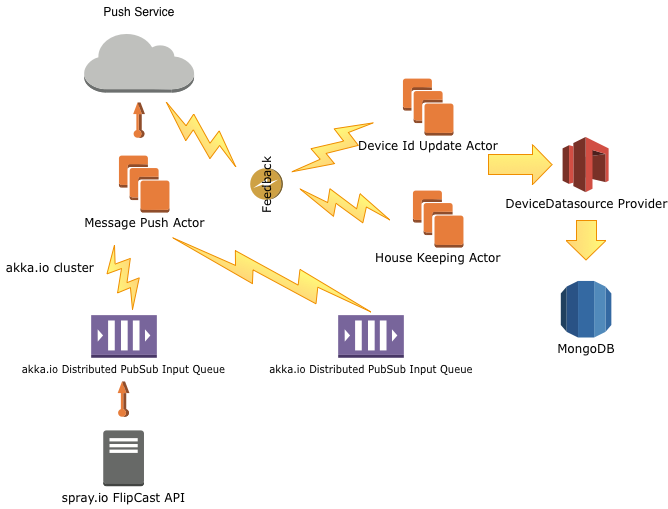 Push Service
Device Id Update Actor
Feedback
DeviceDatasource Provider
Message Push Actor
House Keeping Actor
akka.io cluster
MongoDB
akka.io Distributed PubSub Input Queue
akka.io Distributed PubSub Input Queue
spray.io FlipCast API